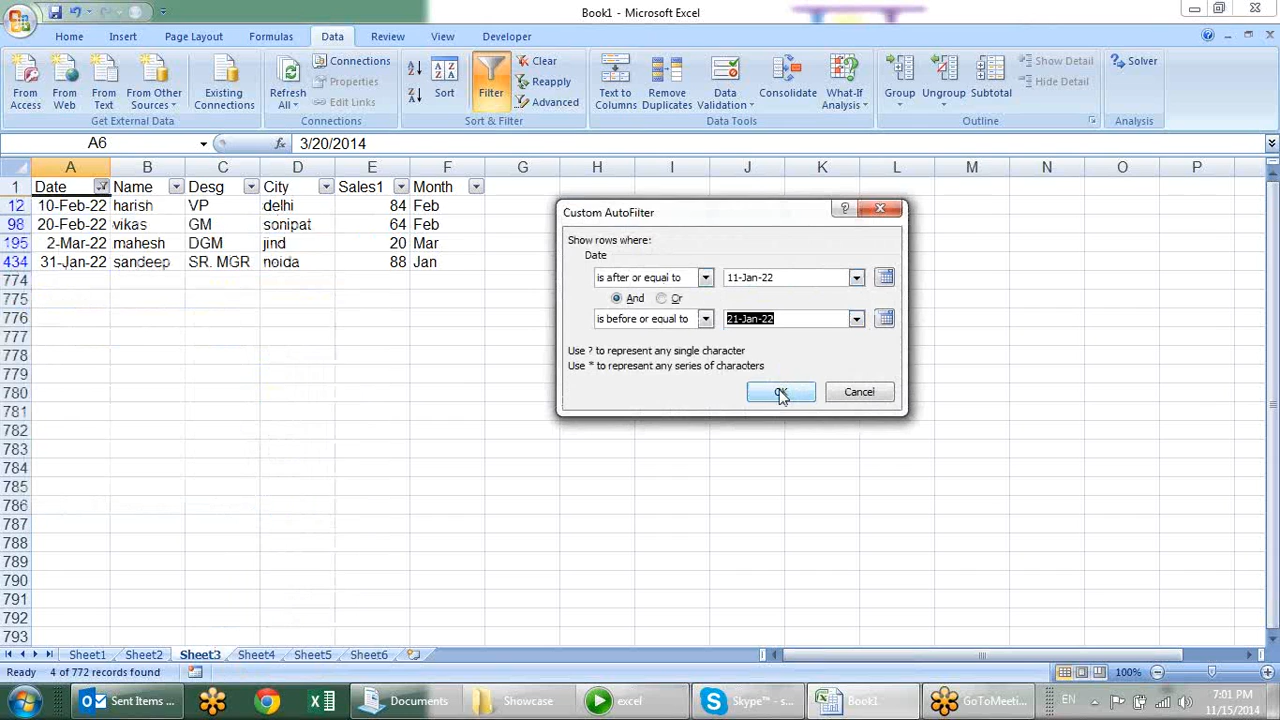 Book1 - Microsoft Excel
Home Insert Page Layout Formulas Data Review View Developer
From Access
From Web
From Text
From Other Sources
Existing Connections
Get External Data
Refresh All
Connections
Properties
Edit Links
Connections
Sort
Filter
Clear
Reapply
Advanced
Sort & Filter
Text to Columns
Remove Duplicates
Data Validation
Consolidate
What-If Analysis
Data Tools
Group
Ungroup
Subtotal
Show Detail
Hide Detail
Outline
Solver
Analysis
A6 fx 3/20/2014
A B C D E F G H I J K L M N O P
1 Date Name Desg City Sales1 Month
12 10-Feb-22 harish VP delhi 84 Feb
98 20-Feb-22 vikas GM sonipat 64 Feb
195 2-Mar-22 mahesh DGM jind 20 Mar
434 31-Jan-22 sandeep SR. MGR noida 88 Jan
774
775
776
777
778
779
780
781
782
783
784
785
786
787
788
789
790
791
792
793
Custom AutoFilter
Show rows where:
Date
is after or equal to 11-Jan-22
And Or
is before or equal to 21-Jan-22
Use ? to represent any single character
Use * to represent any series of characters
OK Cancel
Sheet1 Sheet2 Sheet3 Sheet4 Sheet5 Sheet6
Ready 4 of 772 records found 100%
Sent Items ... Documents Showcase excel Skype™ - s... Book1 GoToMeeti... EN 7:01 PM
11/15/2014